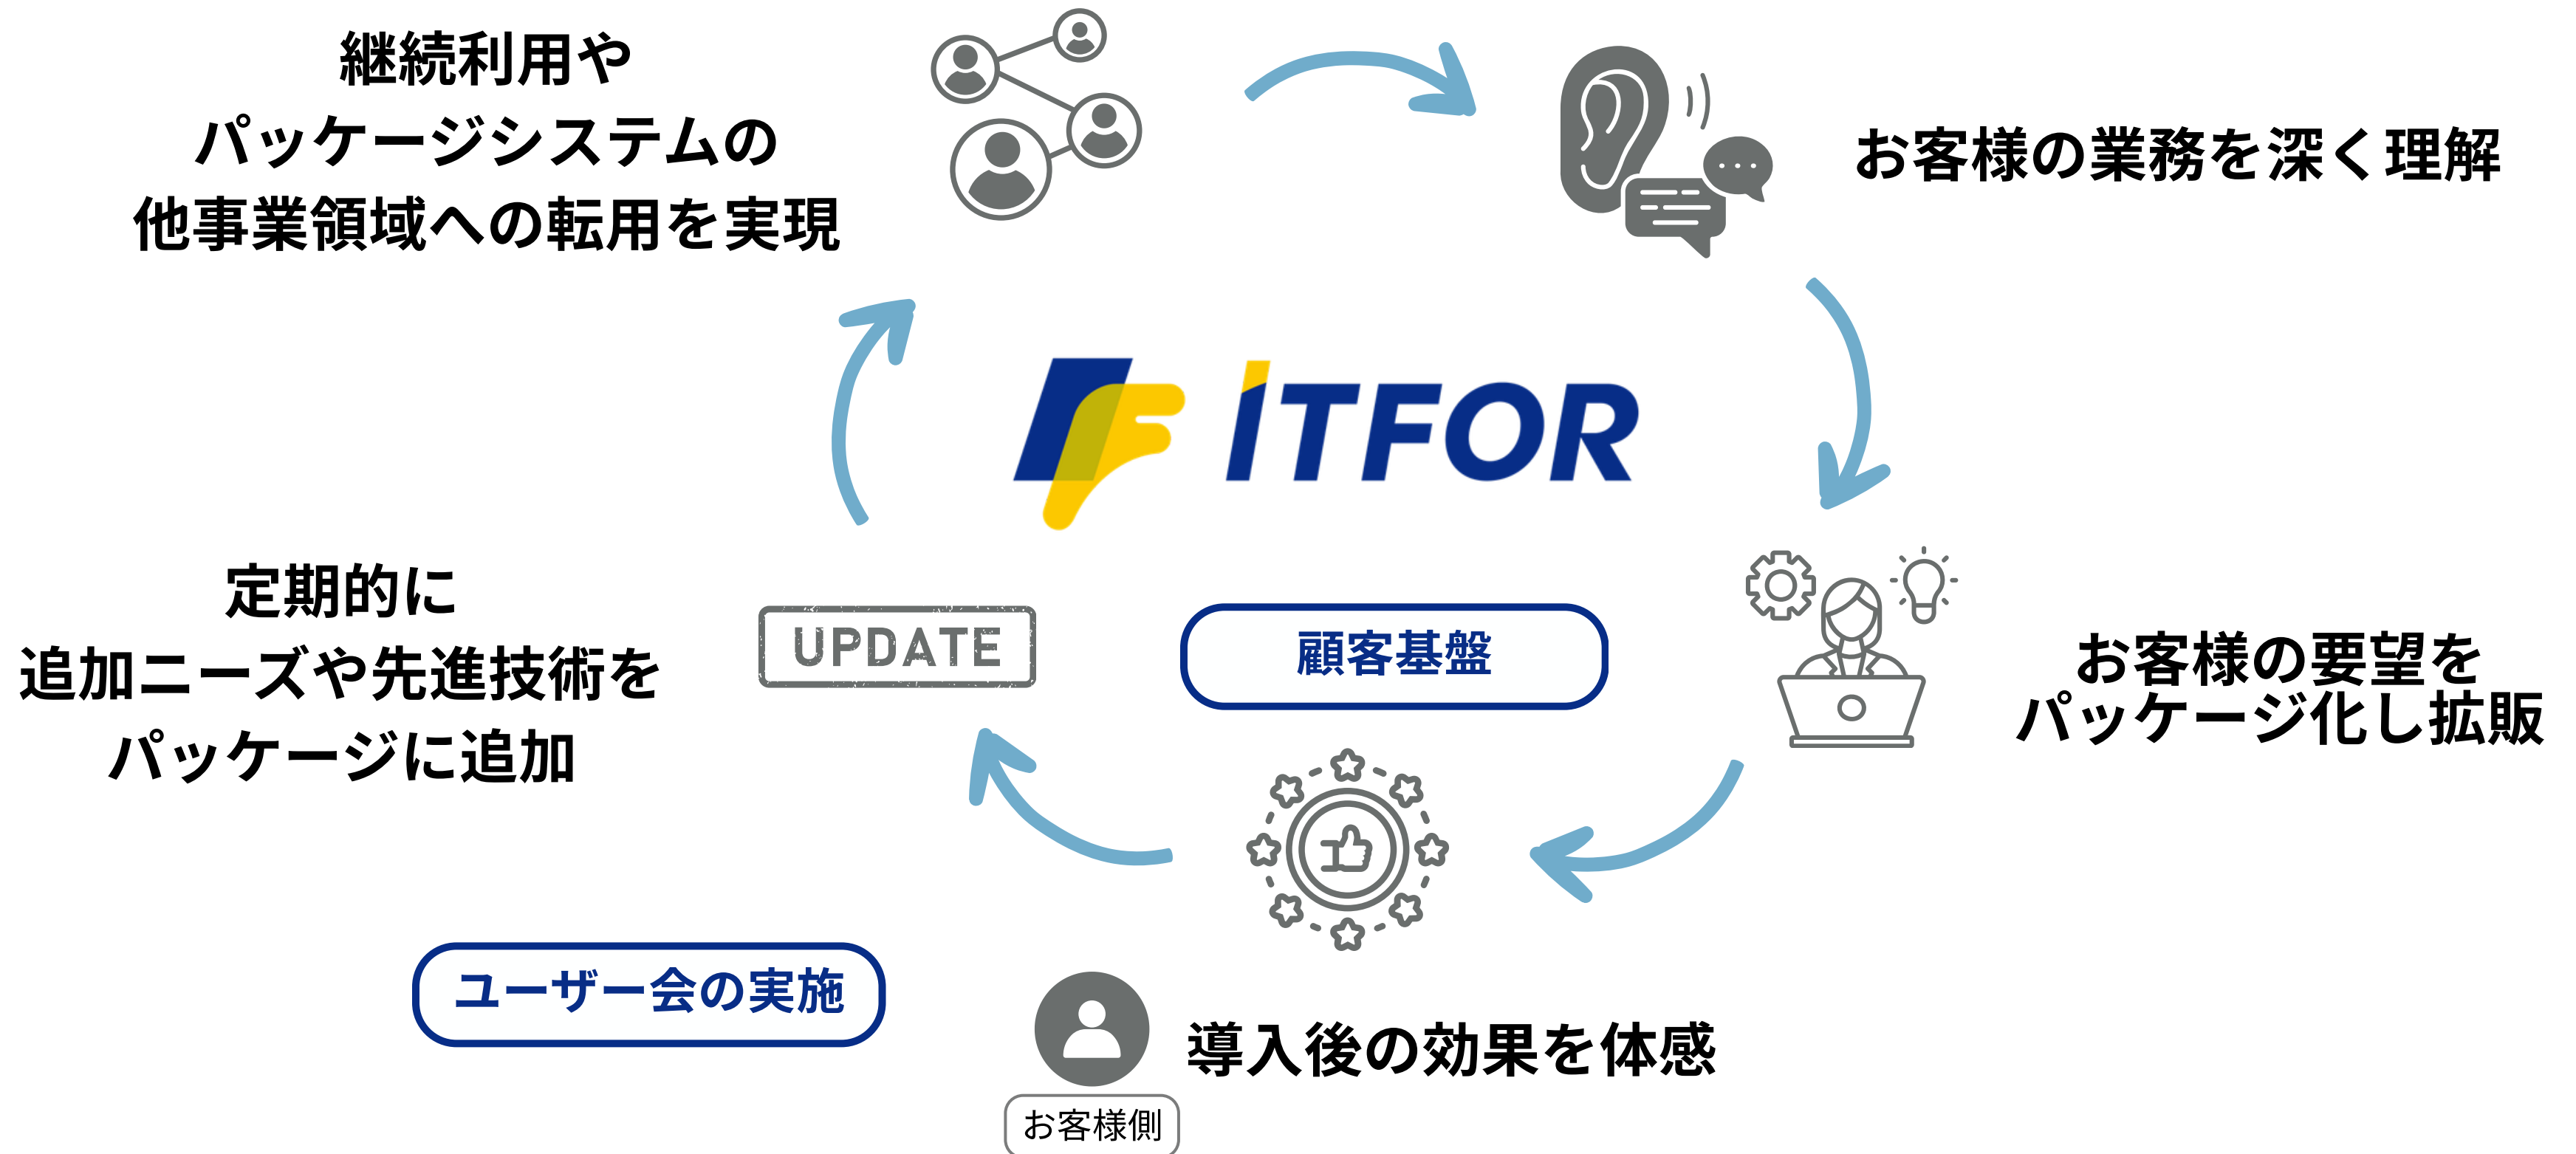 継続利用や
パッケージシステムの
他事業領域への転用を実現
お客様の業務を深く理解
ITFOR
定期的に
追加ニーズや先進技術を
パッケージに追加
UPDATE
顧客基盤
お客様の要望を
パッケージ化し拡販
ユーザー会の実施
導入後の効果を体感
お客様側